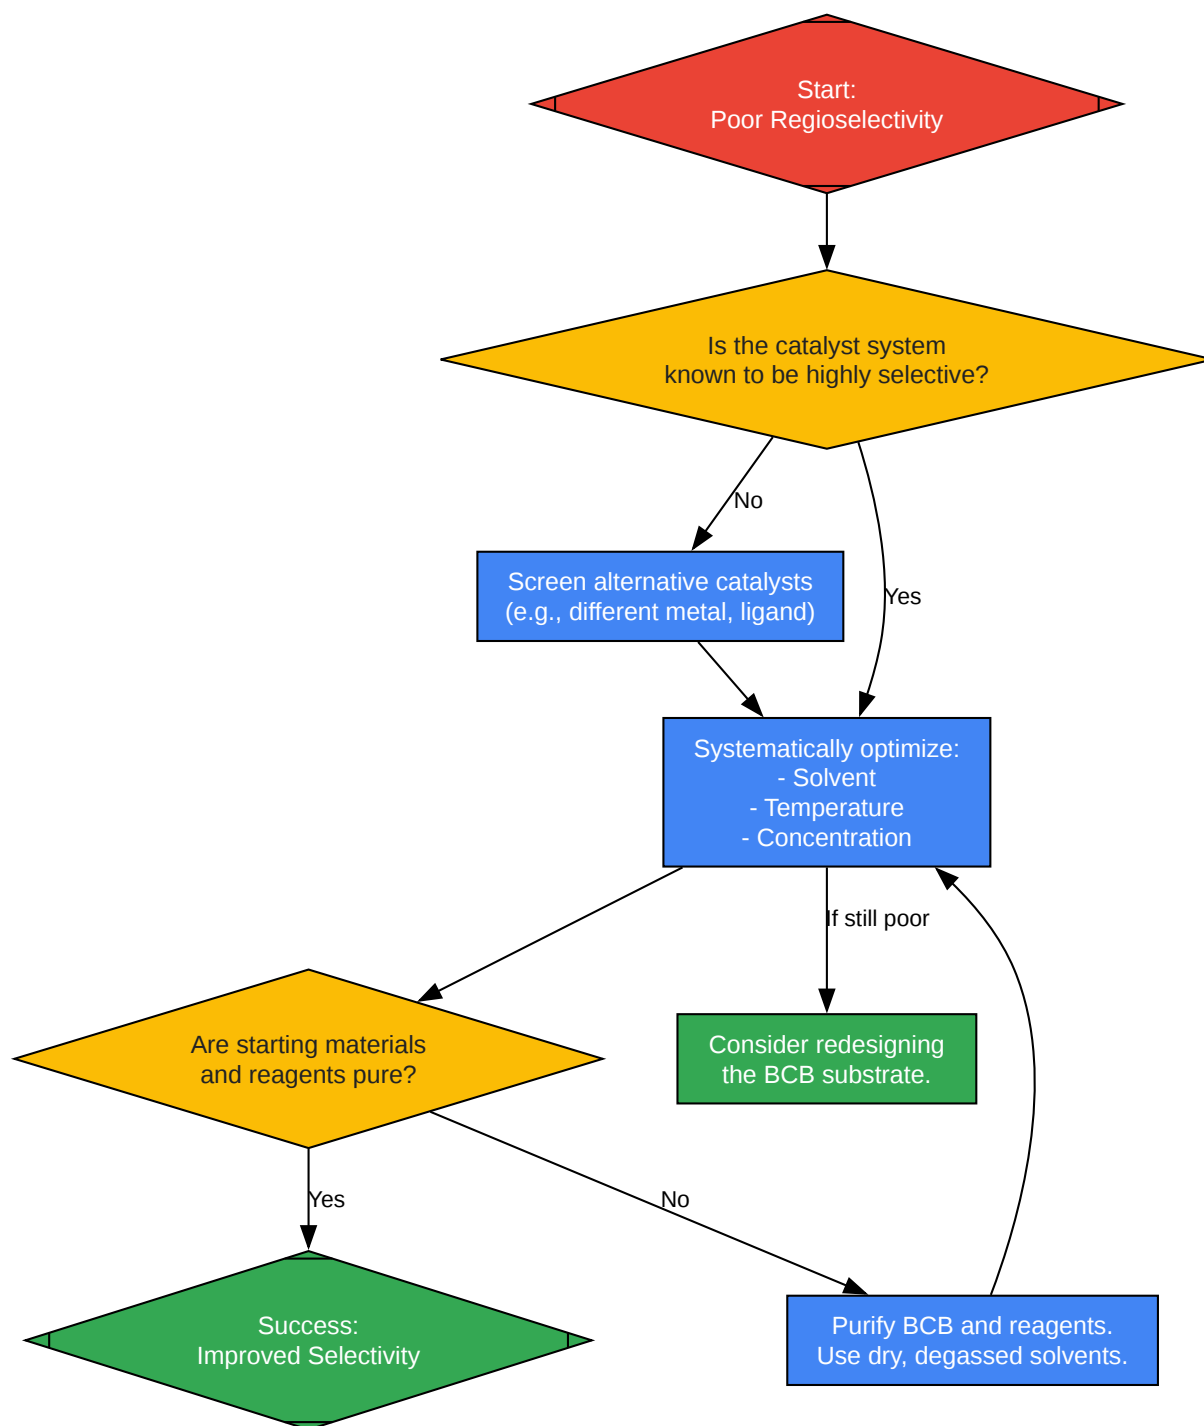 Start:
Poor Regioselectivity
Is the catalyst system
known to be highly selective?
No
Screen alternative catalysts
(e.g., different metal, ligand)
Yes
Systematically optimize:
- Solvent
- Temperature
- Concentration
If still poor
Are starting materials
and reagents pure?
Consider redesigning
the BCB substrate.
Yes
No
Success:
Improved Selectivity
Purify BCB and reagents.
Use dry, degassed solvents.